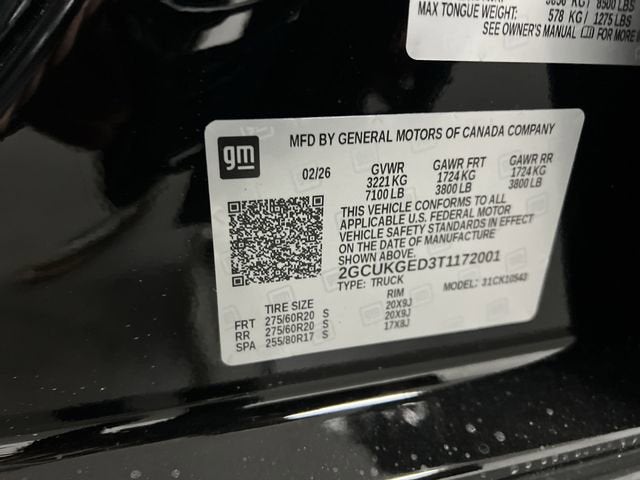 8500 LBS
MAX TONGUE WEIGHT: 578 KG / 1275 LBS
SEE OWNER'S MANUAL FOR MORE
gm
MFD BY GENERAL MOTORS OF CANADA COMPANY
02/26 GVWR GAWR FRT GAWR RR
3221 KG 1724 KG 1724 KG
7100 LB 3800 LB 3800 LB
THIS VEHICLE CONFORMS TO ALL
APPLICABLE U.S. FEDERAL MOTOR
VEHICLE SAFETY STANDARDS IN EFFECT
ON THE DATE OF MANUFACTURE
SHOWN ABOVE.
2GCUKGED3T1172001
TYPE: TRUCK MODEL: 31CK10543
TIRE SIZE RIM
FRT 275/60R20 S 20X9J
RR 275/60R20 S 20X9J
SPA 255/80R17 S 17X8J